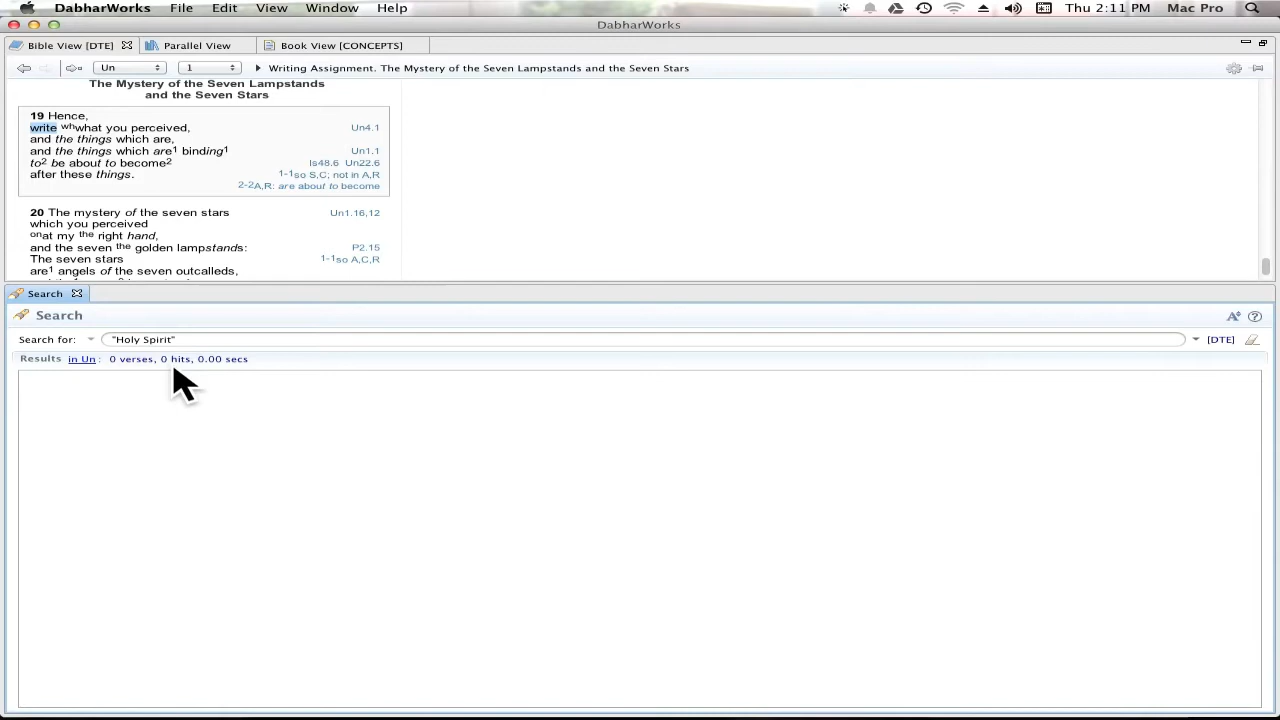 DabharWorks File Edit View Window Help Thu 2:11 PM Mac Pro
DabharWorks
Bible View [DTE] Parallel View Book View [CONCEPTS]
Un 1 Writing Assignment. The Mystery of the Seven Lampstands and the Seven Stars
The Mystery of the Seven Lampstands
and the Seven Stars
19 Hence,
write whwhat you perceived, Un4.1
and the things which are,
and the things which are1 binding1 Un1.1
to2 be about to become2 Is48.6 Un22.6
after these things. 1-1so S,C; not in A,R
2-2A,R: are about to become
20 The mystery of the seven stars Un1.16,12
which you perceived
onat my the right hand,
and the seven the golden lampstands: P2.15
The seven stars 1-1so A,C,R
are1 angels of the seven outcalleds,
Search
Search
Search for: "Holy Spirit" [DTE]
Results in Un: 0 verses, 0 hits, 0.00 secs